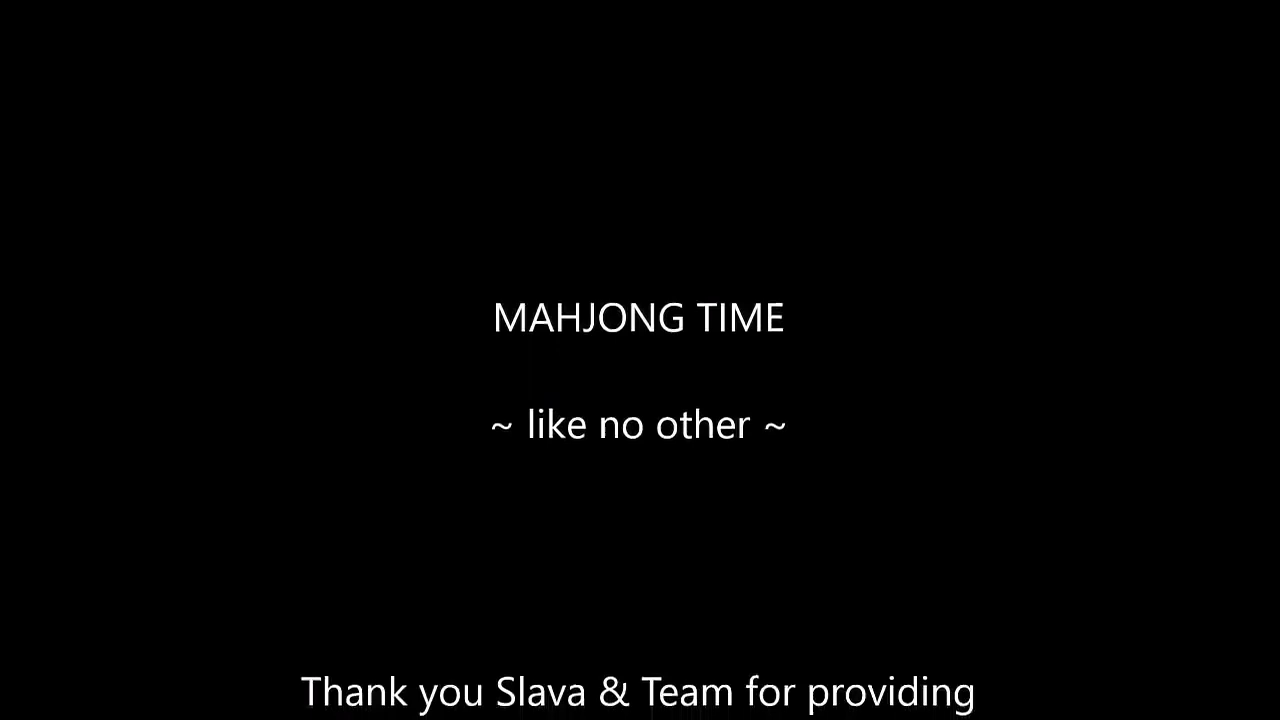 MAHJONG TIME
~ like no other ~
Thank you Slava & Team for providing